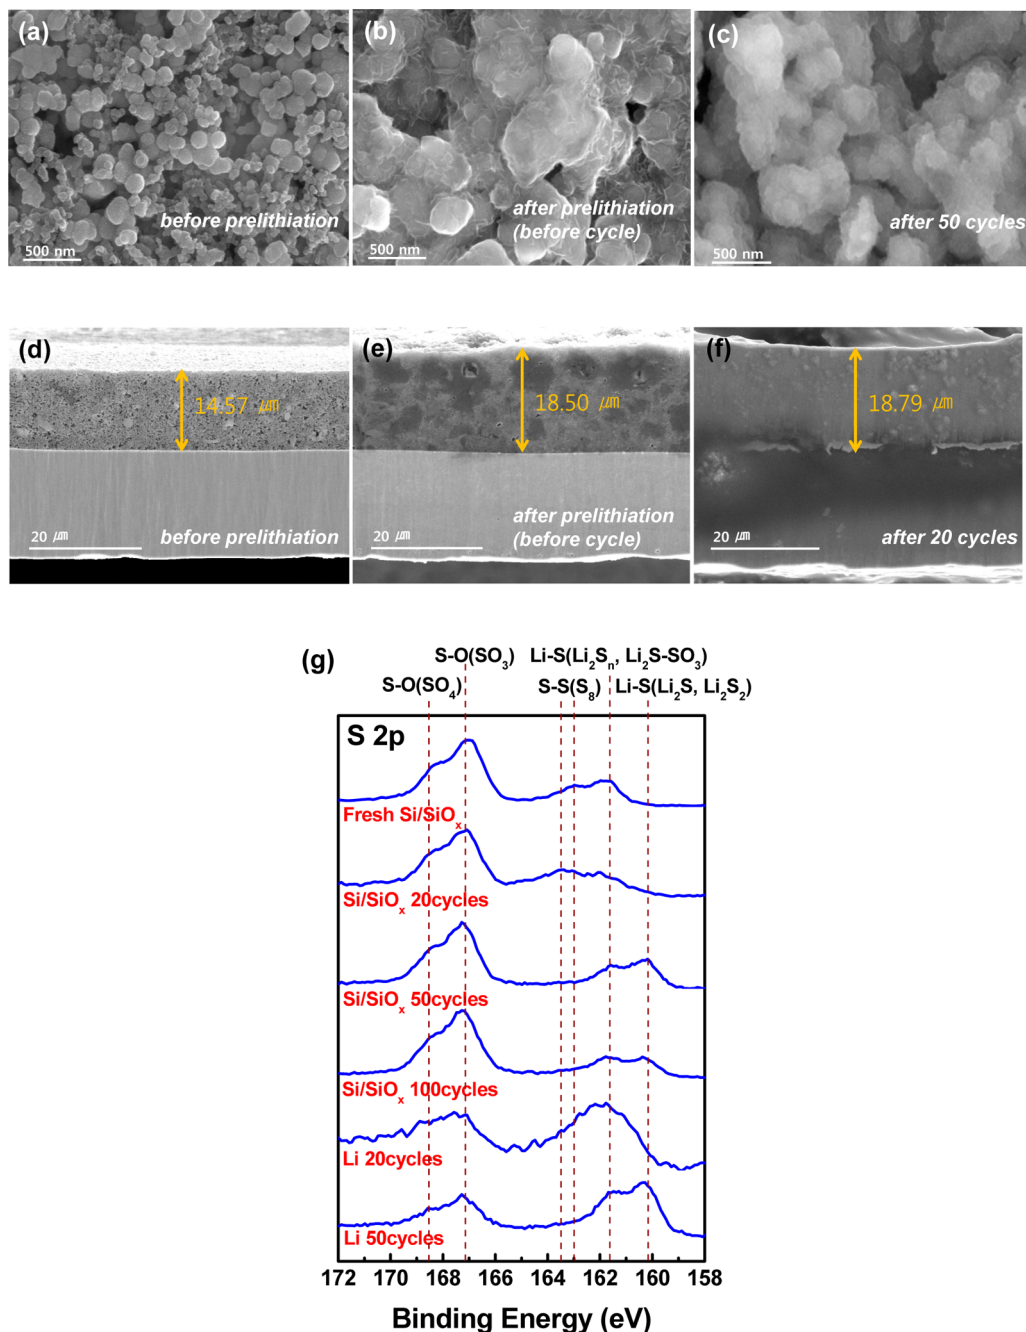 (a)
before prelithiation
500 nm
(b)
after prelithiation
(before cycle)
500 nm
(c)
after 50 cycles
500 nm
(d)
14.57 ㎛
before prelithiation
20 ㎛
(e)
18.50 ㎛
after prelithiation
(before cycle)
20 ㎛
(f)
18.79 ㎛
after 20 cycles
20 ㎛
(g)
S-O(SO₃)
Li-S(Li₂Sₙ, Li₂S-SO₃)
S-O(SO₄)
S-S(S₈)
Li-S(Li₂S, Li₂S₂)
S 2p
Fresh Si/SiOₓ
Si/SiOₓ 20cycles
Si/SiOₓ 50cycles
Si/SiOₓ 100cycles
Li 20cycles
Li 50cycles
172 170 168 166 164 162 160 158
Binding Energy (eV)